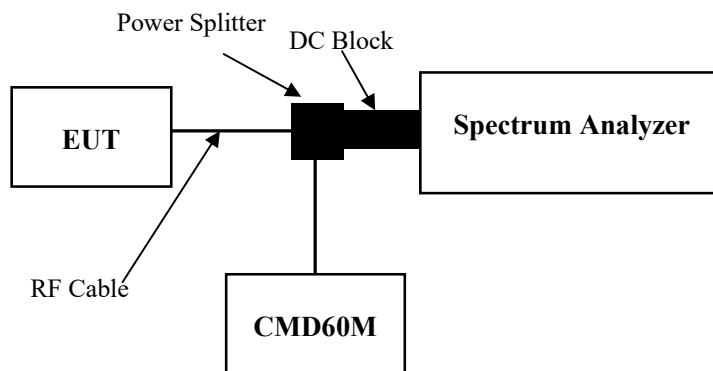 Power Splitter
DC Block
EUT
Spectrum Analyzer
RF Cable
CMD60M